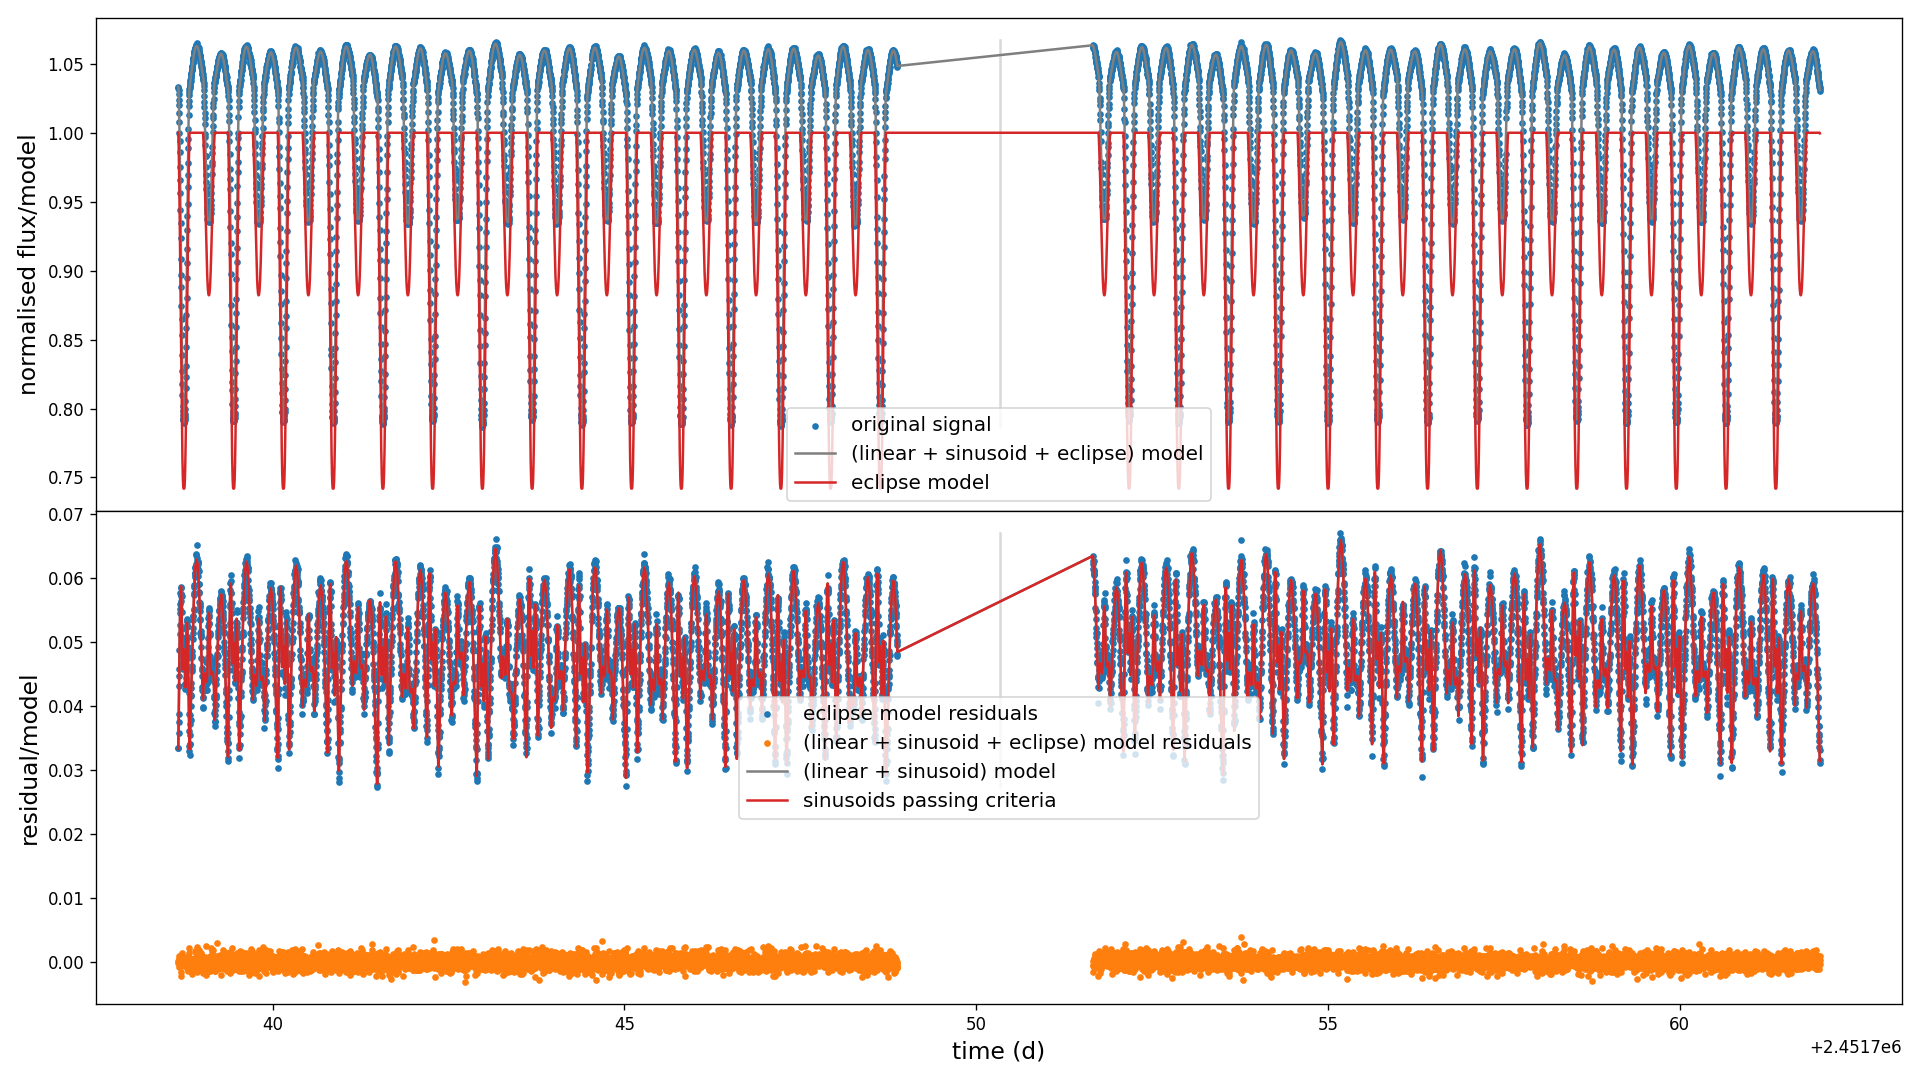 normalised flux/model
1.05
1.00
0.95
0.90
0.85
0.80
0.75
original signal
(linear + sinusoid + eclipse) model
eclipse model
residual/model
0.07
0.06
0.05
0.04
0.03
0.02
0.01
0.00
eclipse model residuals
(linear + sinusoid + eclipse) model residuals
(linear + sinusoid) model
sinusoids passing criteria
40 45 50 55 60
time (d)
+2.4517e6